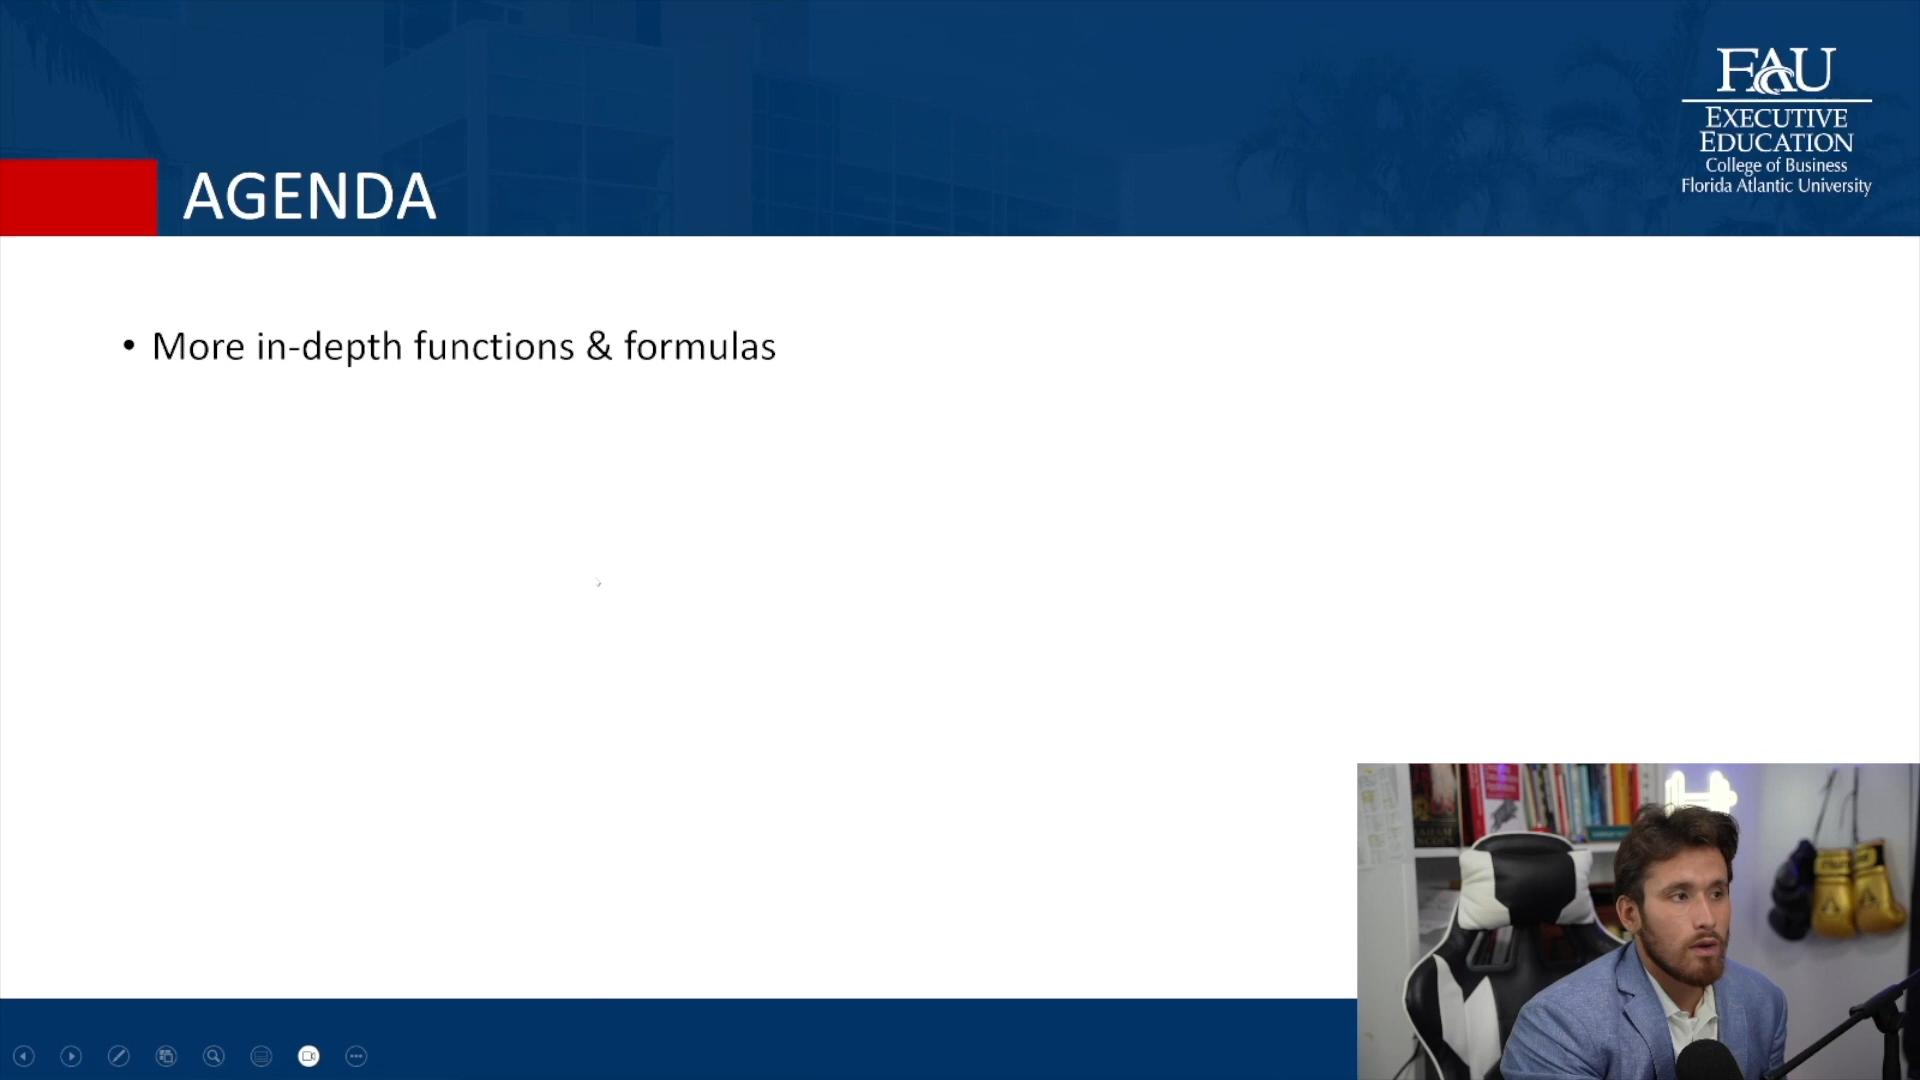 FAU
EXECUTIVE
EDUCATION
College of Business
Florida Atlantic University
AGENDA
• More in-depth functions & formulas